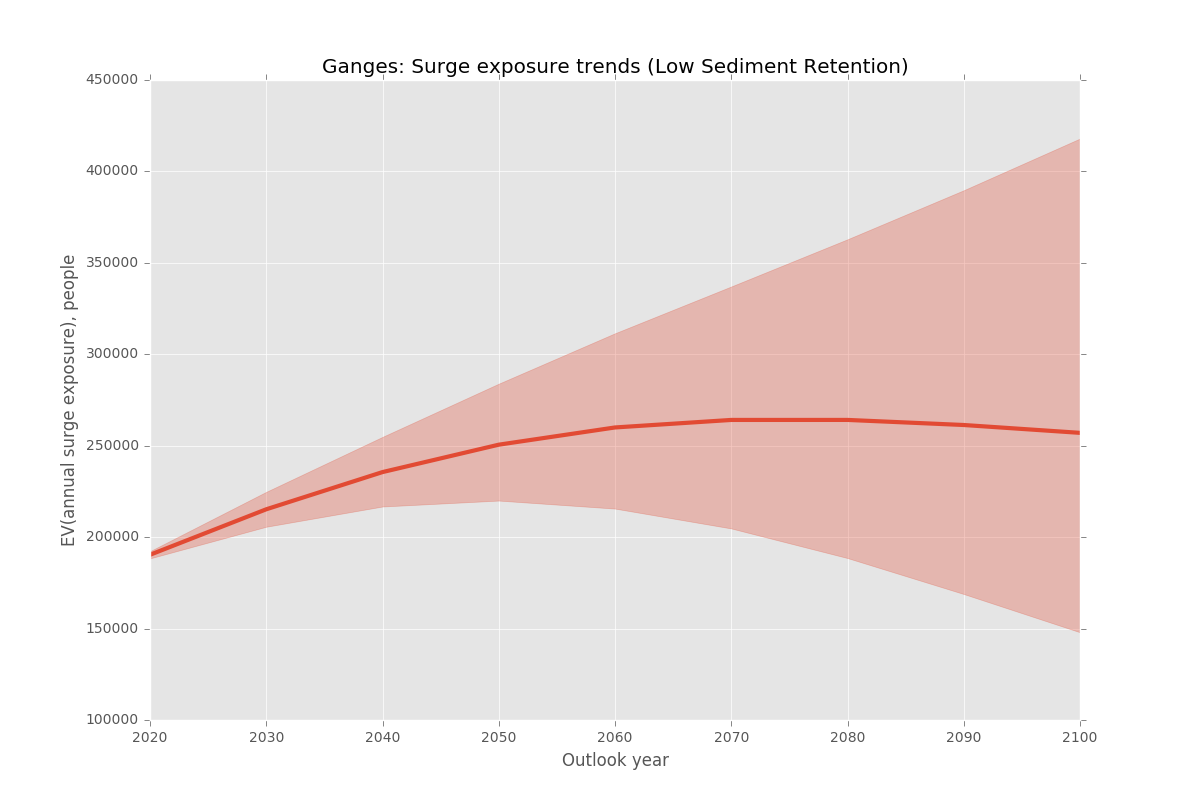 Ganges: Surge exposure trends (Low Sediment Retention)
450000
400000
350000
300000
250000
200000
150000
100000
EV(annual surge exposure), people
2020 2030 2040 2050 2060 2070 2080 2090 2100
Outlook year